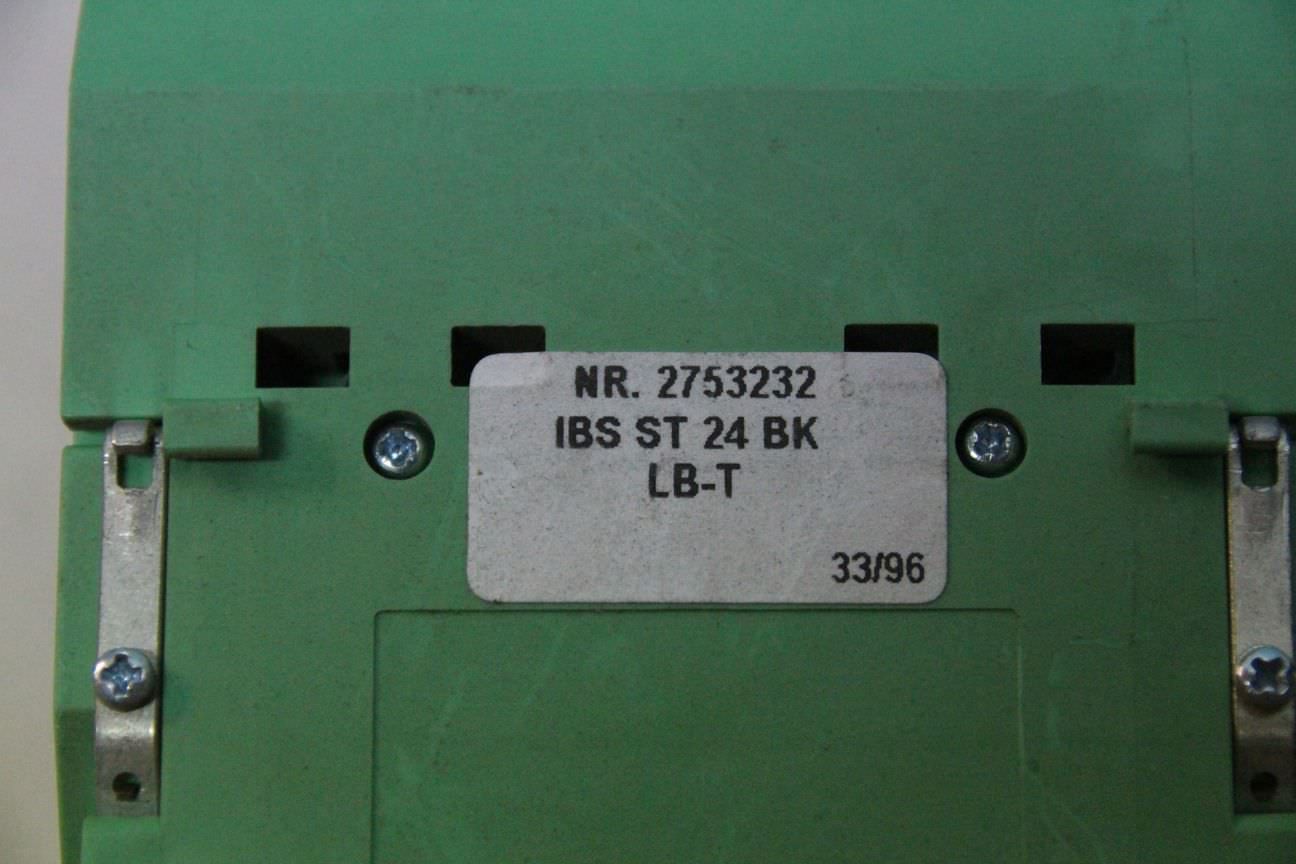 NR. 2753232
IBS ST 24 BK
LB-T
33/96